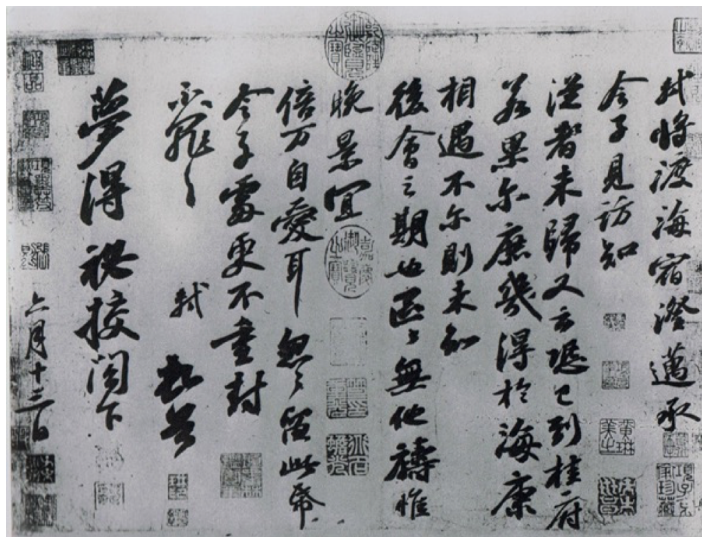 軾將渡海宿澄邁承
令子見訪知
從者未歸又云恐已到桂府
若果尔庶幾得於海康
相遇不尔則未知
後會之期也區々無他禱惟
晚景宜
倍万自愛耳怱々留此帋
令子處更不重封
不罪々
軾 頓首
夢得祕校閣下
六月十三日